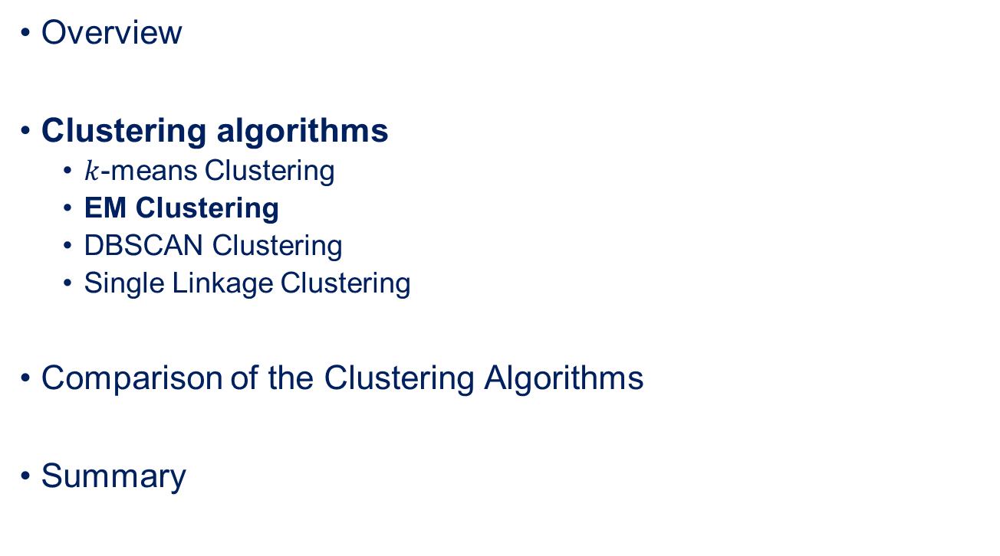 • Overview
• Clustering algorithms
• k-means Clustering
• EM Clustering
• DBSCAN Clustering
• Single Linkage Clustering
• Comparison of the Clustering Algorithms
• Summary